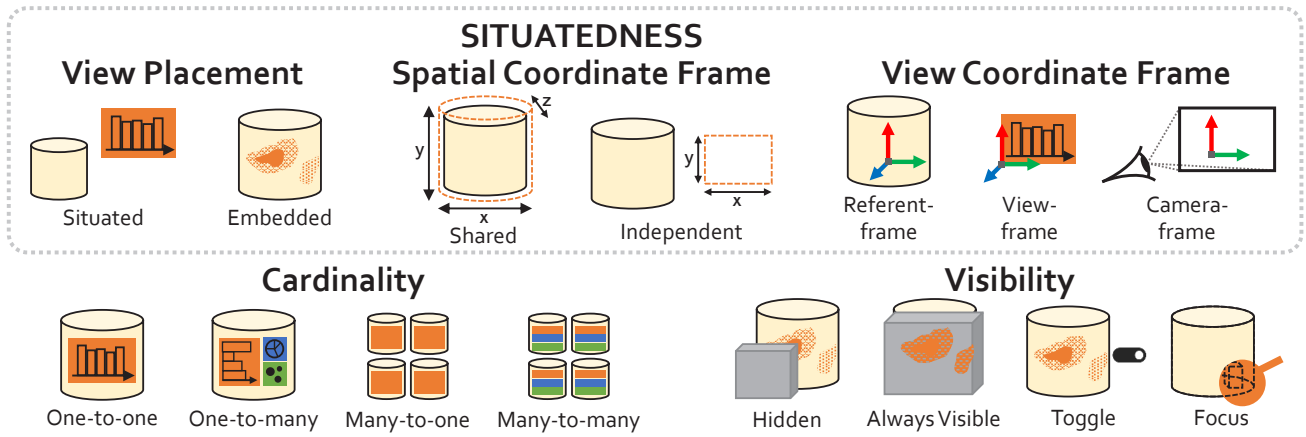 SITUATEDNESS
View Placement
Spatial Coordinate Frame
View Coordinate Frame
Situated
Embedded
y
x
z
Shared
y
x
Independent
Referent-
frame
View-
frame
Camera-
frame
Cardinality
Visibility
One-to-one
One-to-many
Many-to-one
Many-to-many
Hidden
Always Visible
Toggle
Focus